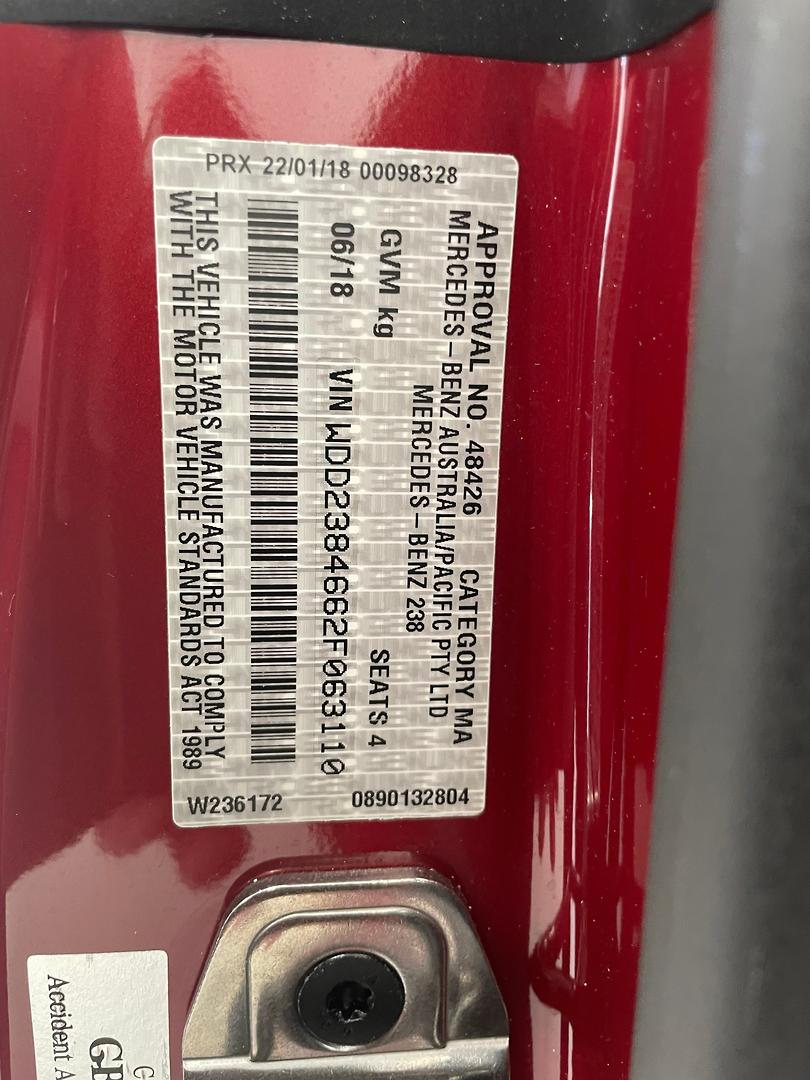 PRX 22/01/18 00098328
APPROVAL NO. 48426 CATEGORY MA
MERCEDES-BENZ AUSTRALIA/PACIFIC PTY LTD
MERCEDES-BENZ 238
GVM kg SEATS 4
06/18 VIN WDD2384662F063110
THIS VEHICLE WAS MANUFACTURED TO COMPLY
WITH THE MOTOR VEHICLE STANDARDS ACT 1989
W236172 0890132804
Accident